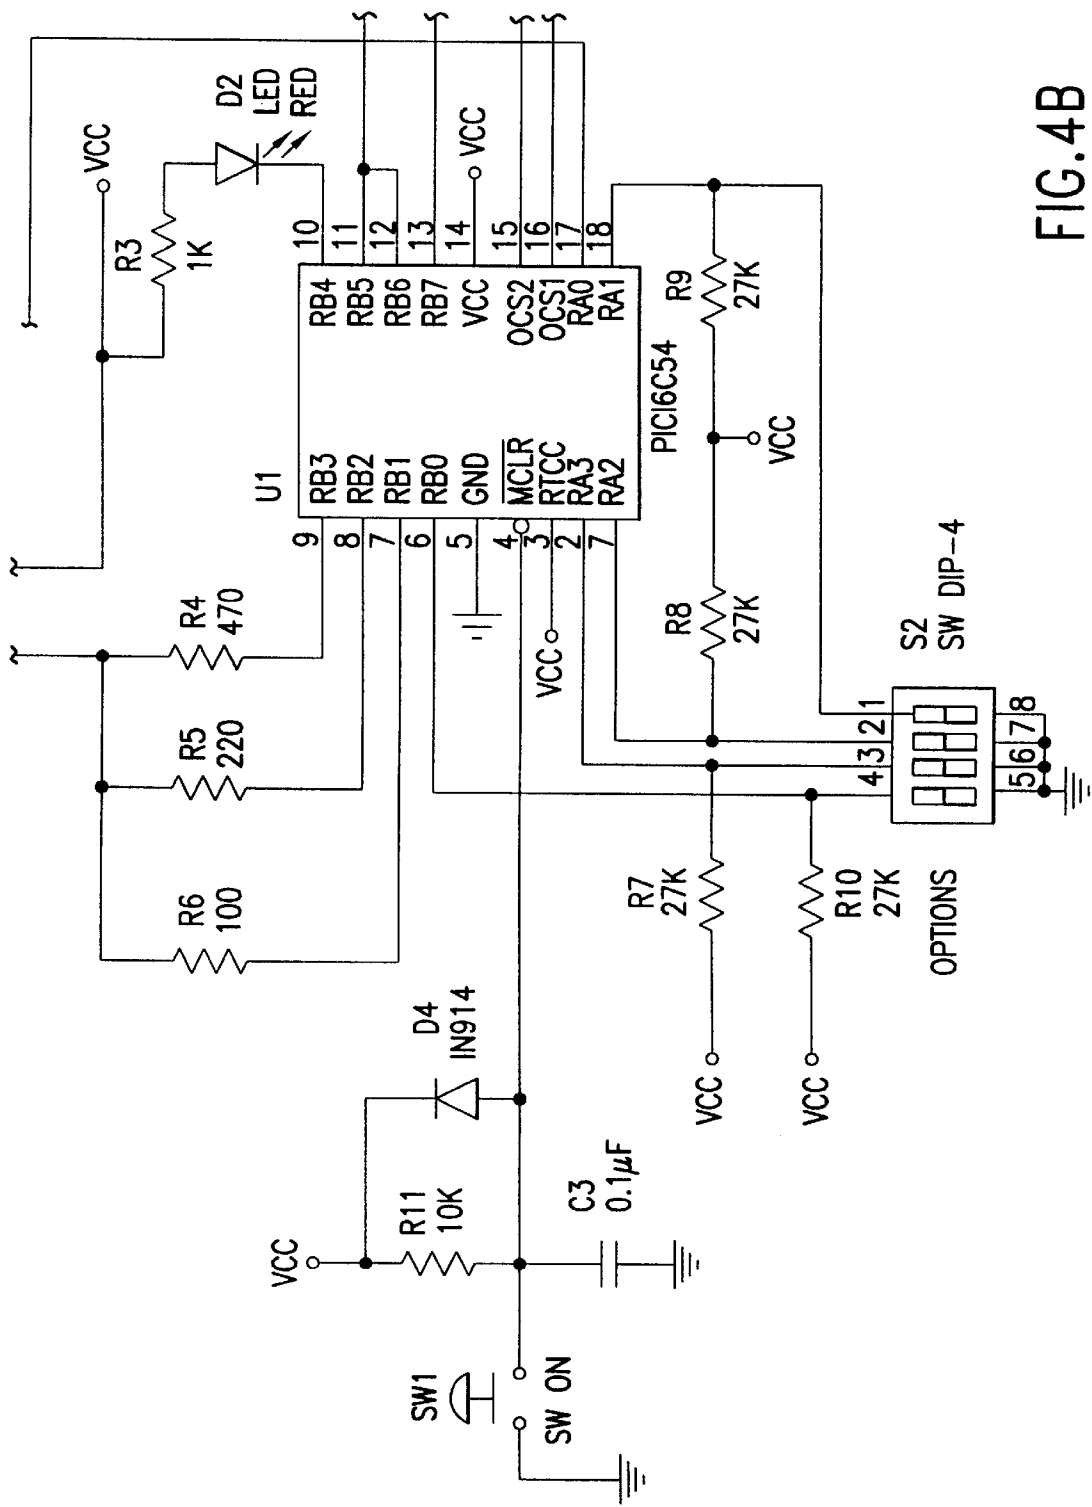 VCC
R3
1K
D2
LED
RED
R6
100
R5
220
R4
470
U1
VCC
R11
10K
D4
IN914
SW1
SW ON
C3
0.1µF
9
RB3
RB4
10
8
RB2
RB5
11
7
RB1
RB6
12
6
RB0
RB7
13
5
GND
VCC
14
VCC
4
MCLR
OCS2
15
VCC
3
RTCC
OCS1
16
2
RA3
RA0
17
7
RA2
RA1
18
PICI6C54
R7
27K
VCC
R8
27K
R9
27K
VCC
R10
27K
VCC
4
3
2
1
S2
SW DIP-4
OPTIONS
5
6
7
8
FIG.4B